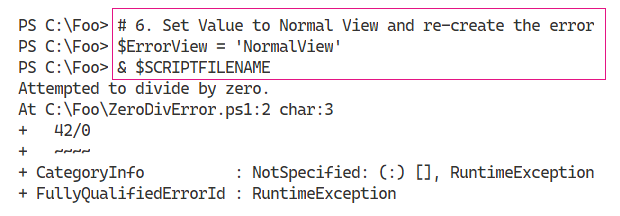 PS C:\Foo> # 6. Set Value to Normal View and re-create the error
PS C:\Foo> $ErrorView = 'NormalView'
PS C:\Foo> & $SCRIPTFILENAME
Attempted to divide by zero.
At C:\Foo\ZeroDivError.ps1:2 char:3
+   42/0
+   ~~~~
+ CategoryInfo          : NotSpecified: (:) [], RuntimeException
+ FullyQualifiedErrorId : RuntimeException